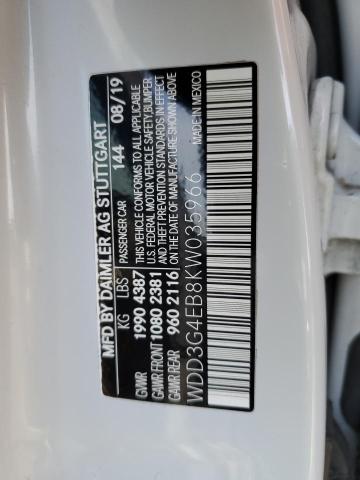 MFD BY DAIMLER AG STUTTGART
KG LBS PASSENGER CAR 144 08/19
GVWR 1990 4387
GAWR FRONT 1080 2381
GAWR REAR 960 2116
THIS VEHICLE CONFORMS TO ALL APPLICABLE
U.S. FEDERAL MOTOR VEHICLE SAFETY,BUMPER
AND THEFT PREVENTION STANDARDS IN EFFECT
ON THE DATE OF MANUFACTURE SHOWN ABOVE
WDD3G4EB8KW035966
MADE IN MEXICO